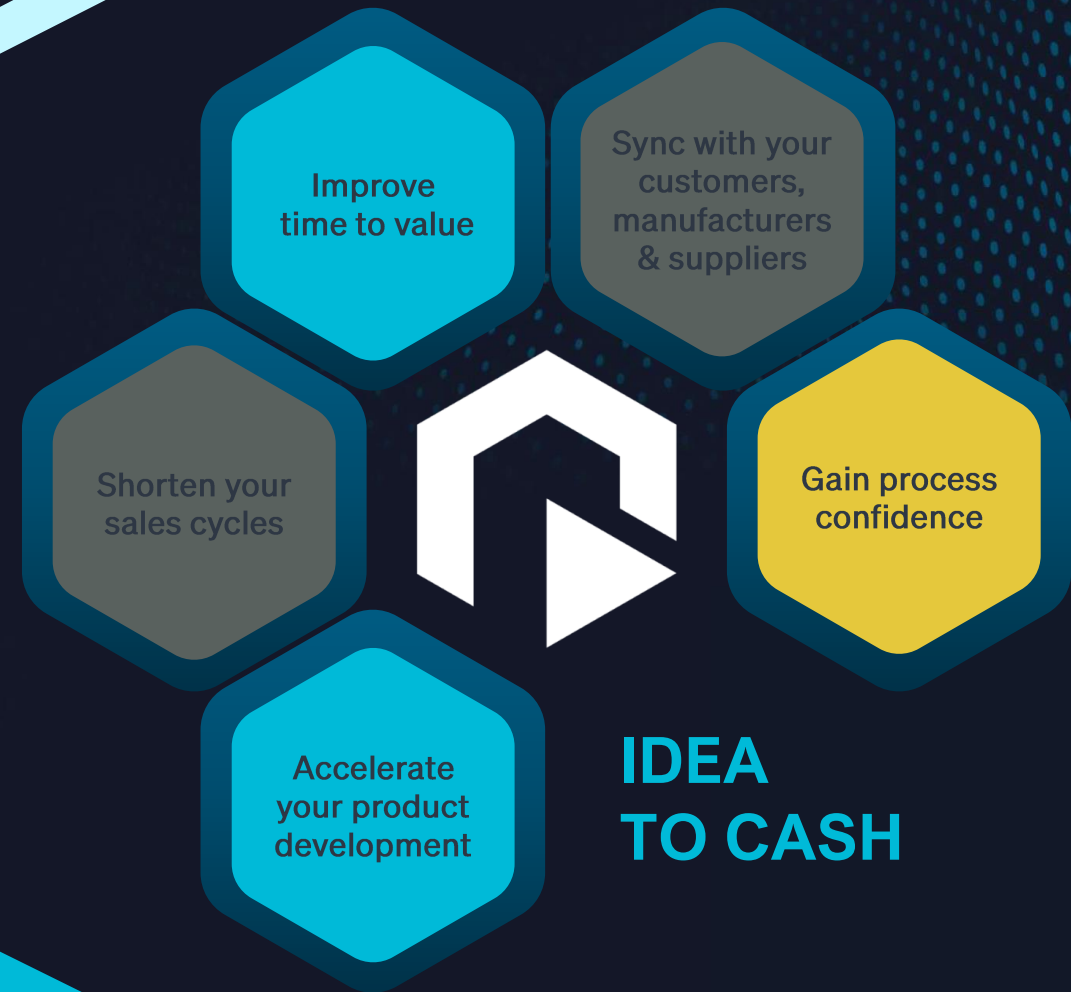 Improve
time to value
Sync with your
customers,
manufacturers
& suppliers
Shorten your
sales cycles
Gain process
confidence
Accelerate
your product
development
IDEA
TO CASH